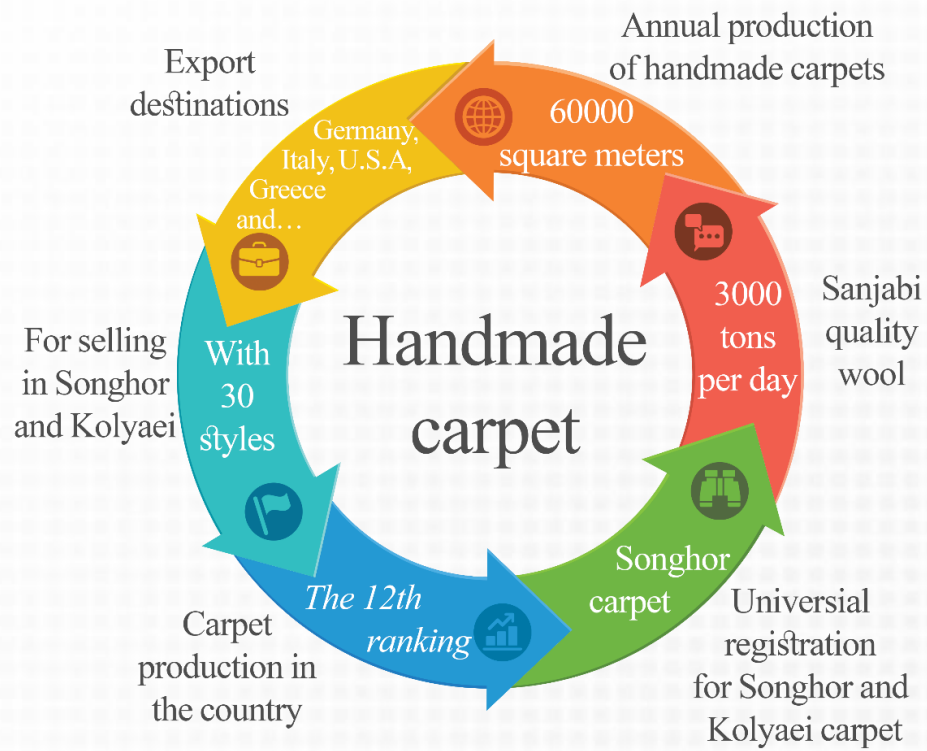 Annual production
of handmade carpets
60000
square meters
Export
destinations
Germany,
Italy, U.S.A,
Greece
and...
For selling
in Songhor
and Kolyaei
With
30
styles
Handmade
carpet
3000
tons
per day
Sanjabi
quality
wool
Carpet
production in
the country
The 12th
ranking
Songhor
carpet
Universial
registration
for Songhor and
Kolyaei carpet